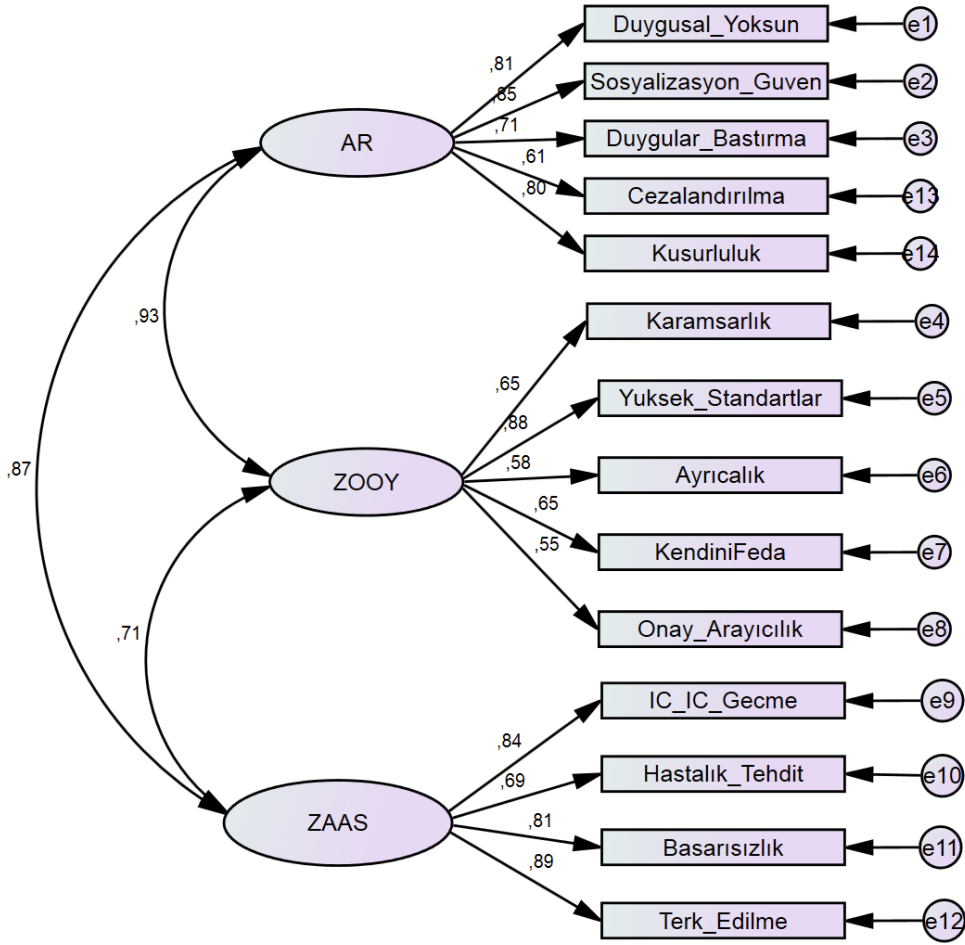 Duygusal_Yoksun
e1
,81
Sosyalizasyon_Guven
e2
,85
AR
,71
Duygular_Bastırma
e3
,61
Cezalandırılma
e13
,80
Kusurluluk
e14
,93
Karamsarlık
e4
,65
Yuksek_Standartlar
e5
,88
,87
ZOOY
,58
Ayrıcalık
e6
,65
KendiniFeda
e7
,55
Onay_Arayıcılık
e8
,71
IC_IC_Gecme
e9
,84
Hastalık_Tehdit
e10
,69
ZAAS
,81
Basarısızlık
e11
,89
Terk_Edilme
e12